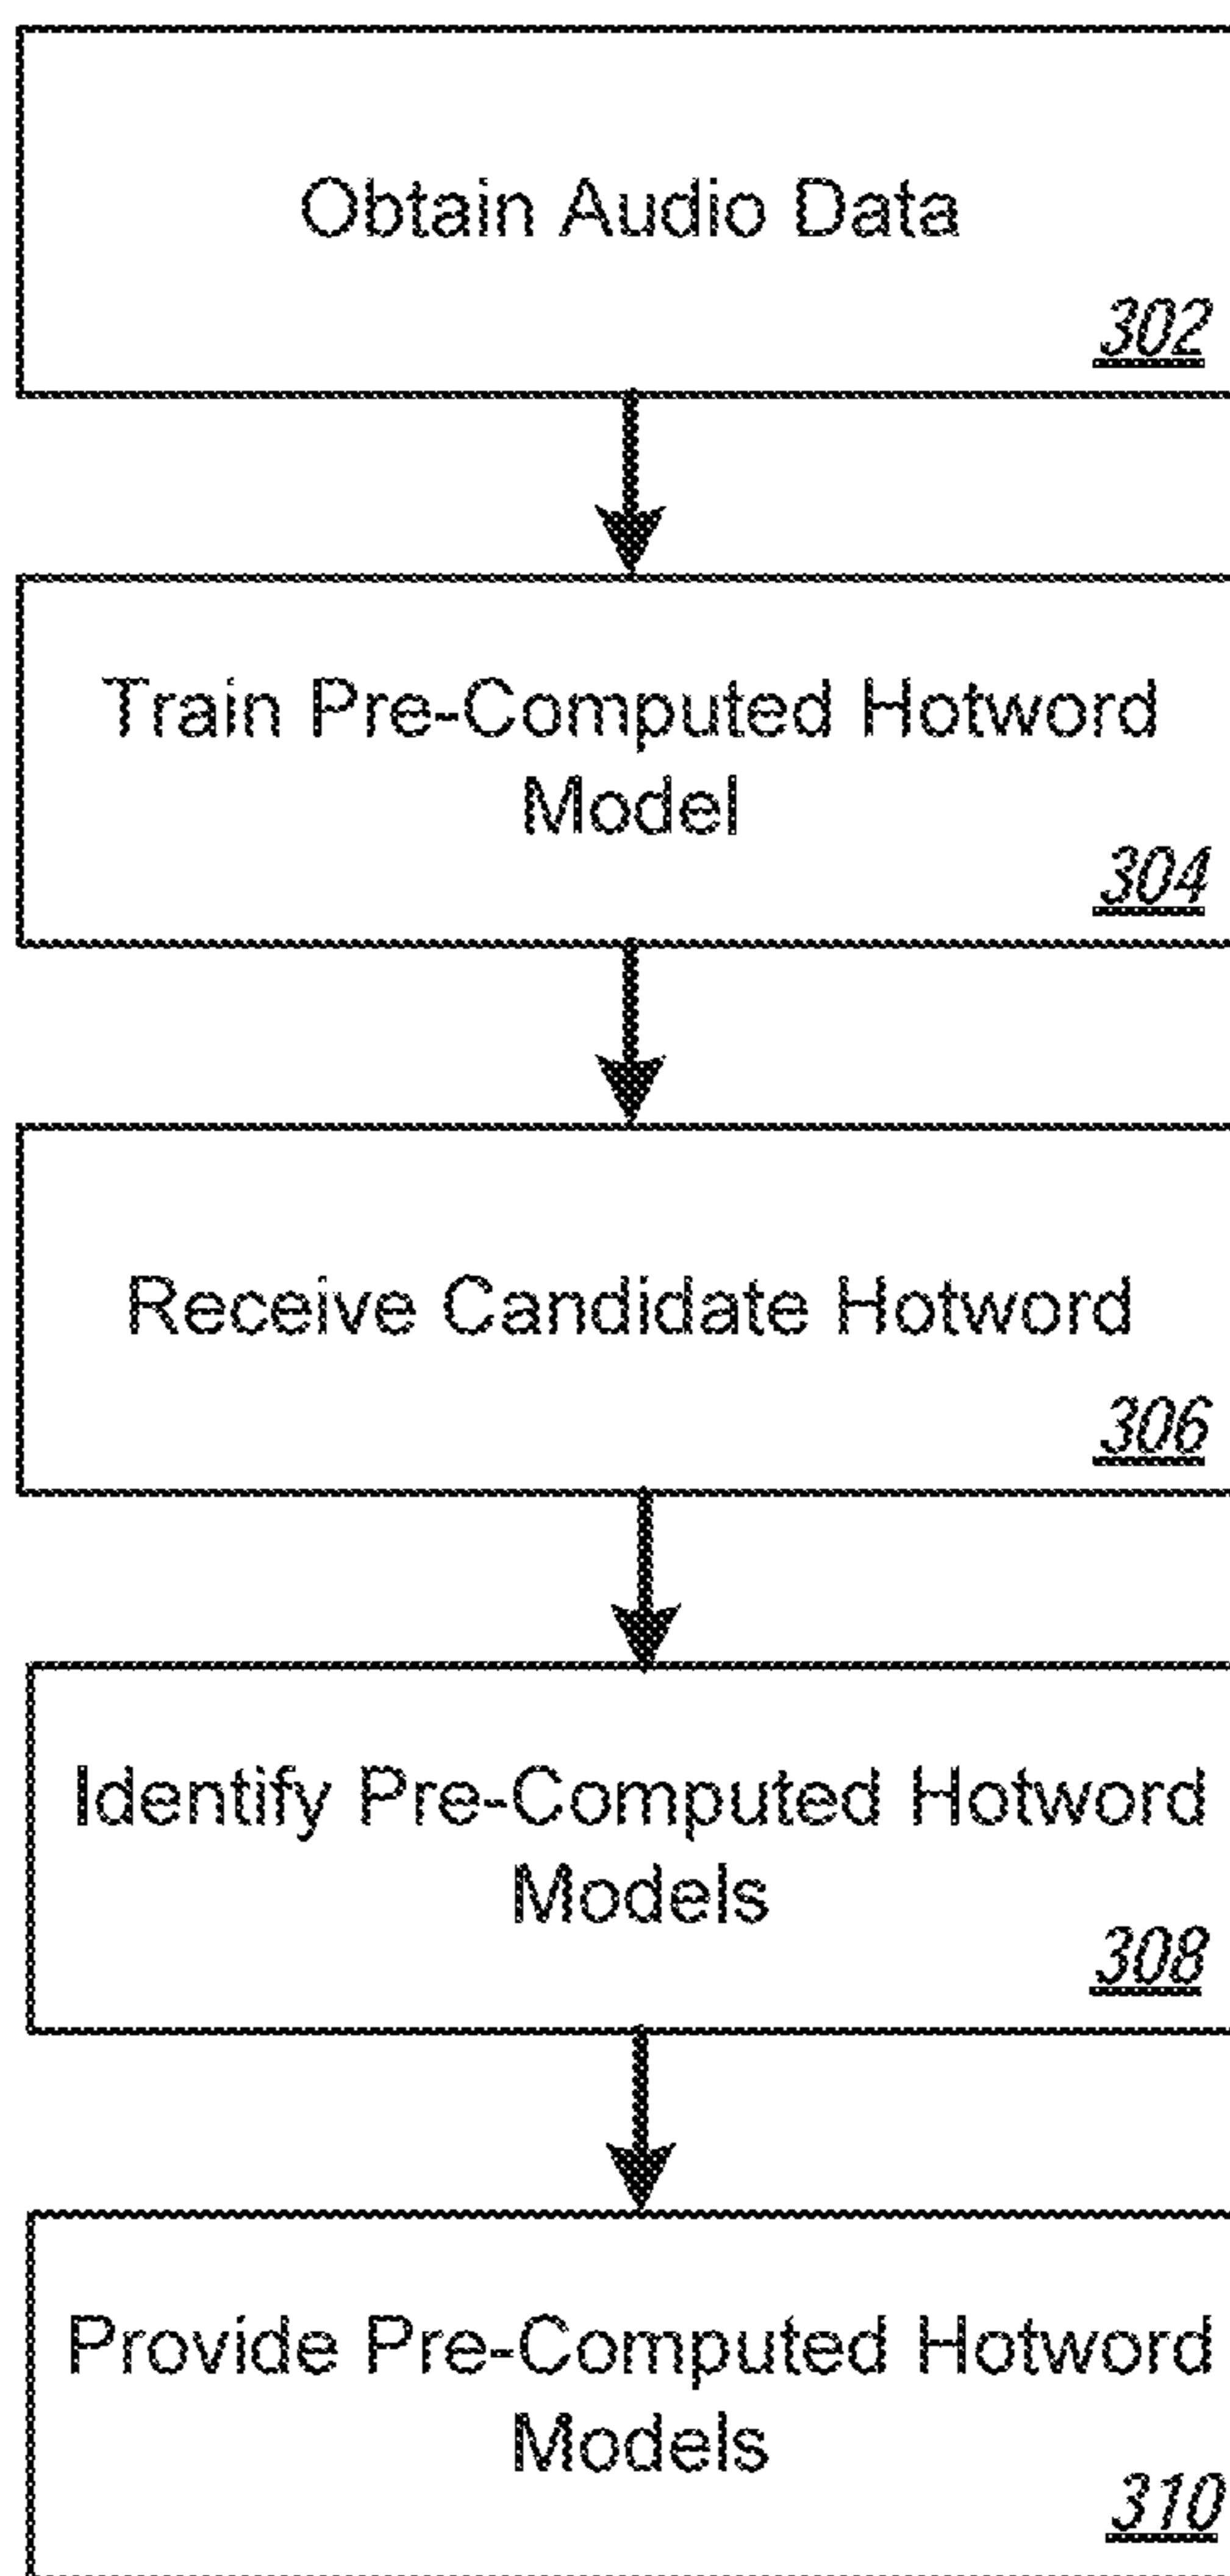 Obtain Audio Data
302
Train Pre-Computed Hotword
Model
304
Receive Candidate Hotword
306
Identify Pre-Computed Hotword
Models
308
Provide Pre-Computed Hotword
Models
310